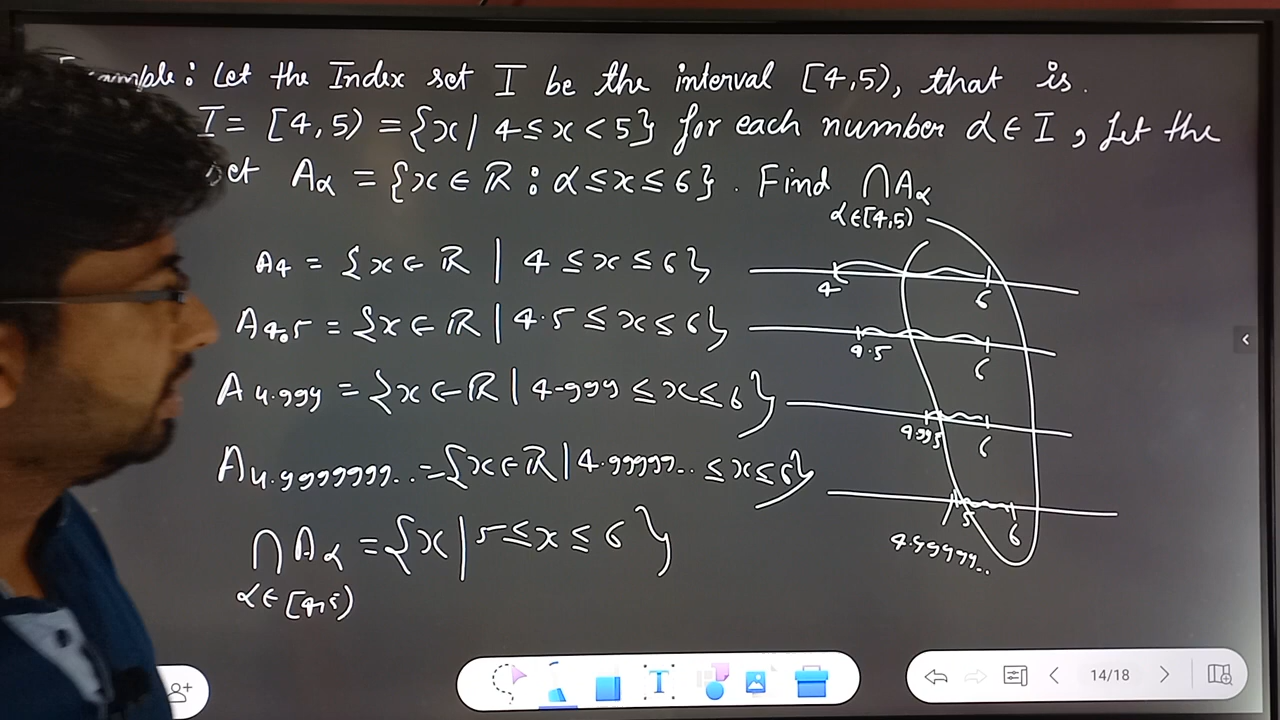 ample: Let the Index set I be the interval [4,5), that is.
I = [4,5) = {x | 4 ≤ x < 5} for each number α ∈ I, Let the
set Aα = {x ∈ ℝ : α ≤ x ≤ 6}. Find ∩ Aα
α∈[4,5)
A4 = {x ∈ ℝ | 4 ≤ x ≤ 6}
4 6
A4.5 = {x ∈ ℝ | 4.5 ≤ x ≤ 6}
4.5 6
A4.999 = {x ∈ ℝ | 4.999 ≤ x ≤ 6}
6
A4.9999999.. = {x ∈ ℝ | 4.99999.. ≤ x ≤ 6}
5 6
4.99999..
∩ Aα = {x | 5 ≤ x ≤ 6}
α∈[4,5)
T
14/18